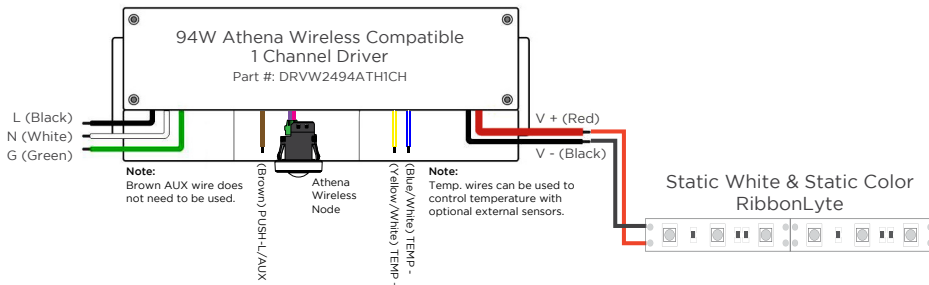 94W Athena Wireless Compatible
1 Channel Driver
Part #: DRVW2494ATH1CH
L (Black)
N (White)
G (Green)
Note:
Brown AUX wire does
not need to be used.
(Brown) PUSH-L/AUX
Athena
Wireless
Node
(Yellow/White) TEMP -
(Blue/White) TEMP -
Note:
Temp. wires can be used to
control temperature with
optional external sensors.
V + (Red)
V - (Black)
Static White & Static Color
RibbonLyte